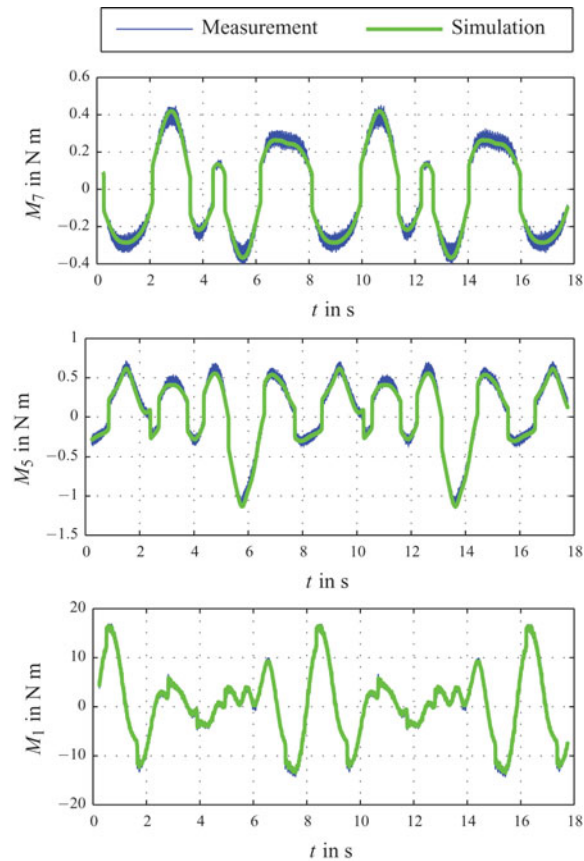 Measurement Simulation
0.6
0.4
0.2
0
−0.2
−0.4
M7 in N m
0 2 4 6 8 10 12 14 16 18
t in s
1
0.5
0
−0.5
−1
−1.5
M5 in N m
0 2 4 6 8 10 12 14 16 18
t in s
20
10
0
−10
−20
M1 in N m
0 2 4 6 8 10 12 14 16 18
t in s